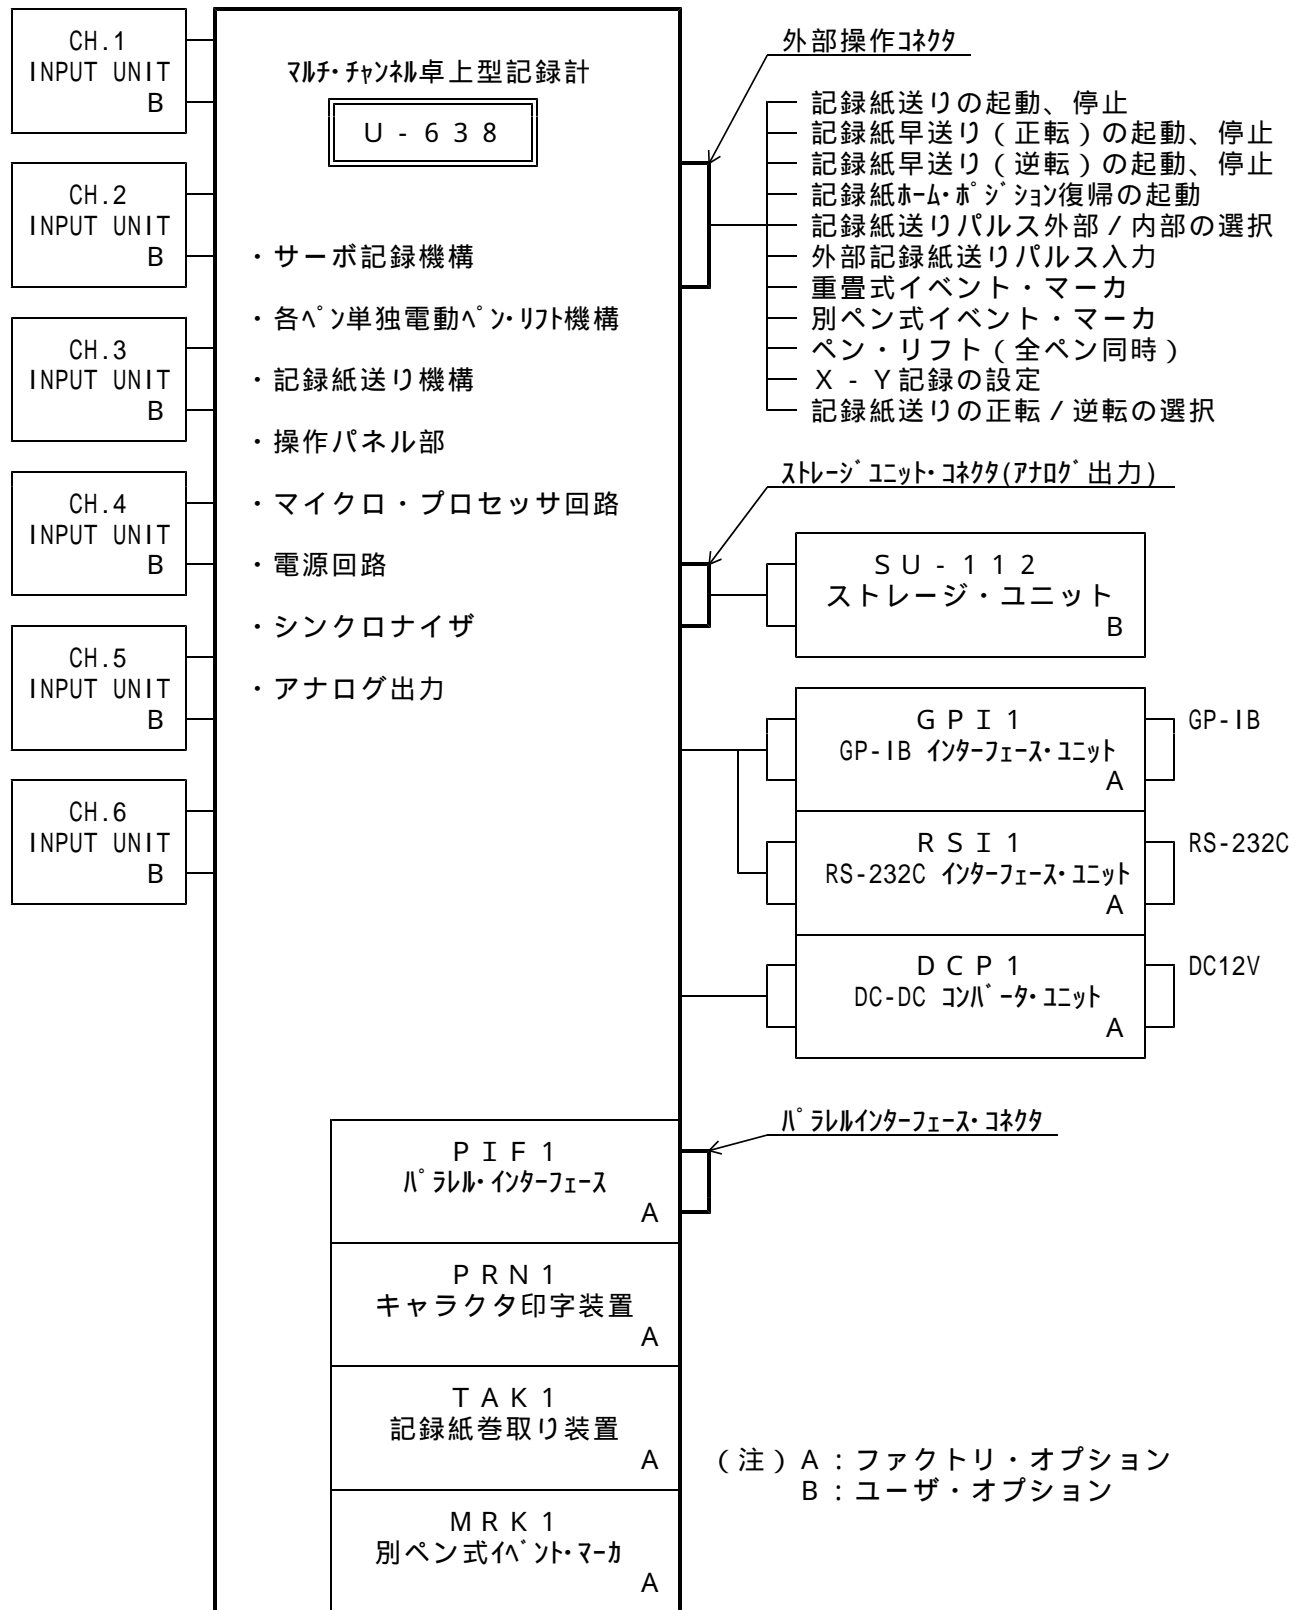 CH.1
INPUT UNIT
B
CH.2
INPUT UNIT
B
CH.3
INPUT UNIT
B
CH.4
INPUT UNIT
B
CH.5
INPUT UNIT
B
CH.6
INPUT UNIT
B
ﾏﾙﾁ･ﾁｬﾝﾈﾙ卓上型記録計
Ｕ-６３８
・サーボ記録機構
・各ﾍﾟﾝ単独電動ﾍﾟﾝ･ﾘﾌﾄ機構
・記録紙送り機構
・操作パネル部
・マイクロ・プロセッサ回路
・電源回路
・シンクロナイザ
・アナログ出力
外部操作ｺﾈｸﾀ
記録紙送りの起動、停止
記録紙早送り（正転）の起動、停止
記録紙早送り（逆転）の起動、停止
記録紙ﾎｰﾑ･ﾎﾟｼﾞｼｮﾝ復帰の起動
記録紙送りパルス外部／内部の選択
外部記録紙送りパルス入力
重畳式イベント・マーカ
別ペン式イベント・マーカ
ペン・リフト（全ペン同時）
Ｘ-Ｙ記録の設定
記録紙送りの正転／逆転の選択
ｽﾄﾚｰｼﾞﾕﾆｯﾄ･ｺﾈｸﾀ(ｱﾅﾛｸﾞ出力)
ＳＵ-１１２
ストレージ・ユニット
B
ＧＰＩ１
GP-IB ｲﾝﾀｰﾌｪｰｽ･ﾕﾆｯﾄ
A
GP-IB
ＲＳＩ１
RS-232C ｲﾝﾀｰﾌｪｰｽ･ﾕﾆｯﾄ
A
RS-232C
ＤＣＰ１
DC-DC ｺﾝﾊﾞｰﾀ･ﾕﾆｯﾄ
A
DC12V
ﾊﾟﾗﾚﾙｲﾝﾀｰﾌｪｰｽ･ｺﾈｸﾀ
ＰＩＦ１
ﾊﾟﾗﾚﾙ･ｲﾝﾀｰﾌｪｰｽ
A
ＰＲＮ１
キャラクタ印字装置
A
ＴＡＫ１
記録紙巻取り装置
A
ＭＲＫ１
別ペン式ｲﾍﾞﾝﾄ･ﾏｰｶ
A
（注）A：ファクトリ・オプション
B：ユーザ・オプション